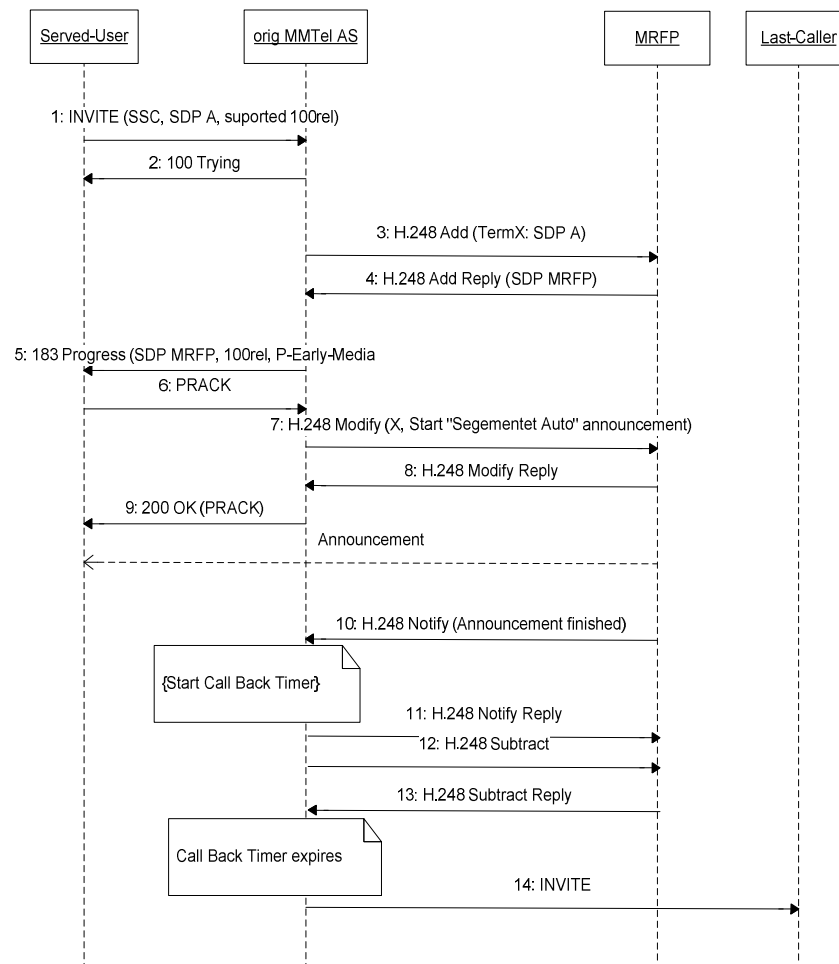 Served-User
orig MMTel AS
MRFP
Last-Caller
1: INVITE (SSC, SDP A, suported 100rel)
2: 100 Trying
3: H.248 Add (TermX: SDP A)
4: H.248 Add Reply (SDP MRFP)
5: 183 Progress (SDP MRFP, 100rel, P-Early-Media
6: PRACK
7: H.248 Modify (X, Start "Segementet Auto" announcement)
8: H.248 Modify Reply
9: 200 OK (PRACK)
Announcement
10: H.248 Notify (Announcement finished)
{Start Call Back Timer}
11: H.248 Notify Reply
12: H.248 Subtract
13: H.248 Subtract Reply
Call Back Timer expires
14: INVITE